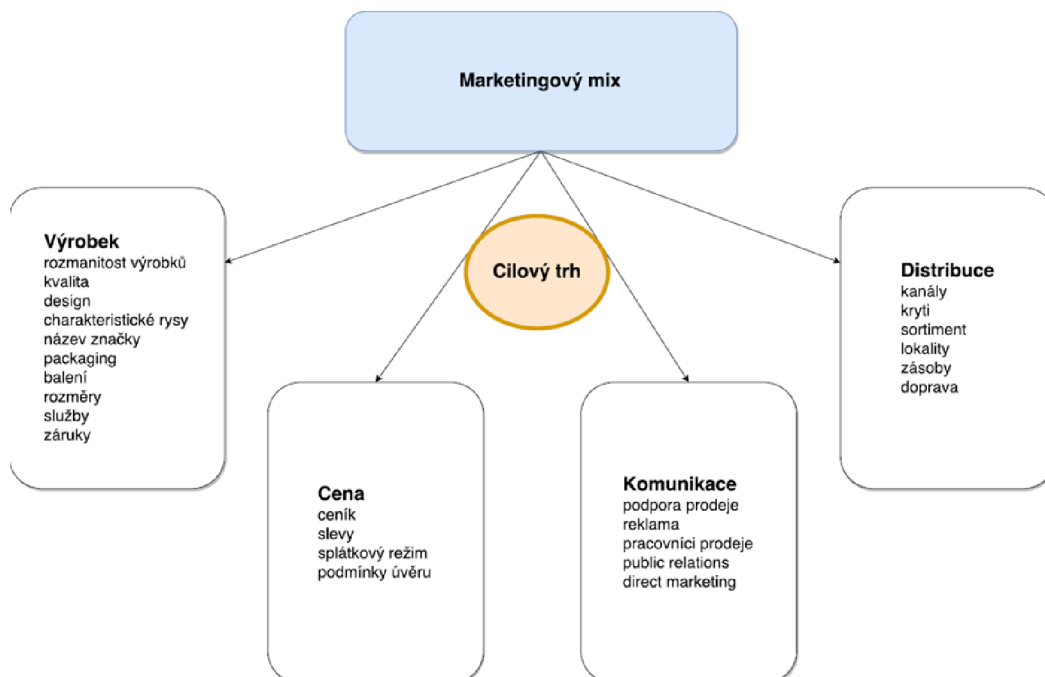 Marketingový mix
Výrobek
rozmanitost výrobků
kvalita
design
charakteristické rysy
název značky
packaging
balení
rozměry
služby
záruky
Cilový trh
Distribuce
kanály
kryti
sortiment
lokality
zásoby
doprava
Cena
ceník
slevy
splátkový režim
podmínky úvěru
Komunikace
podpora prodeje
reklama
pracovníci prodeje
public relations
direct marketing